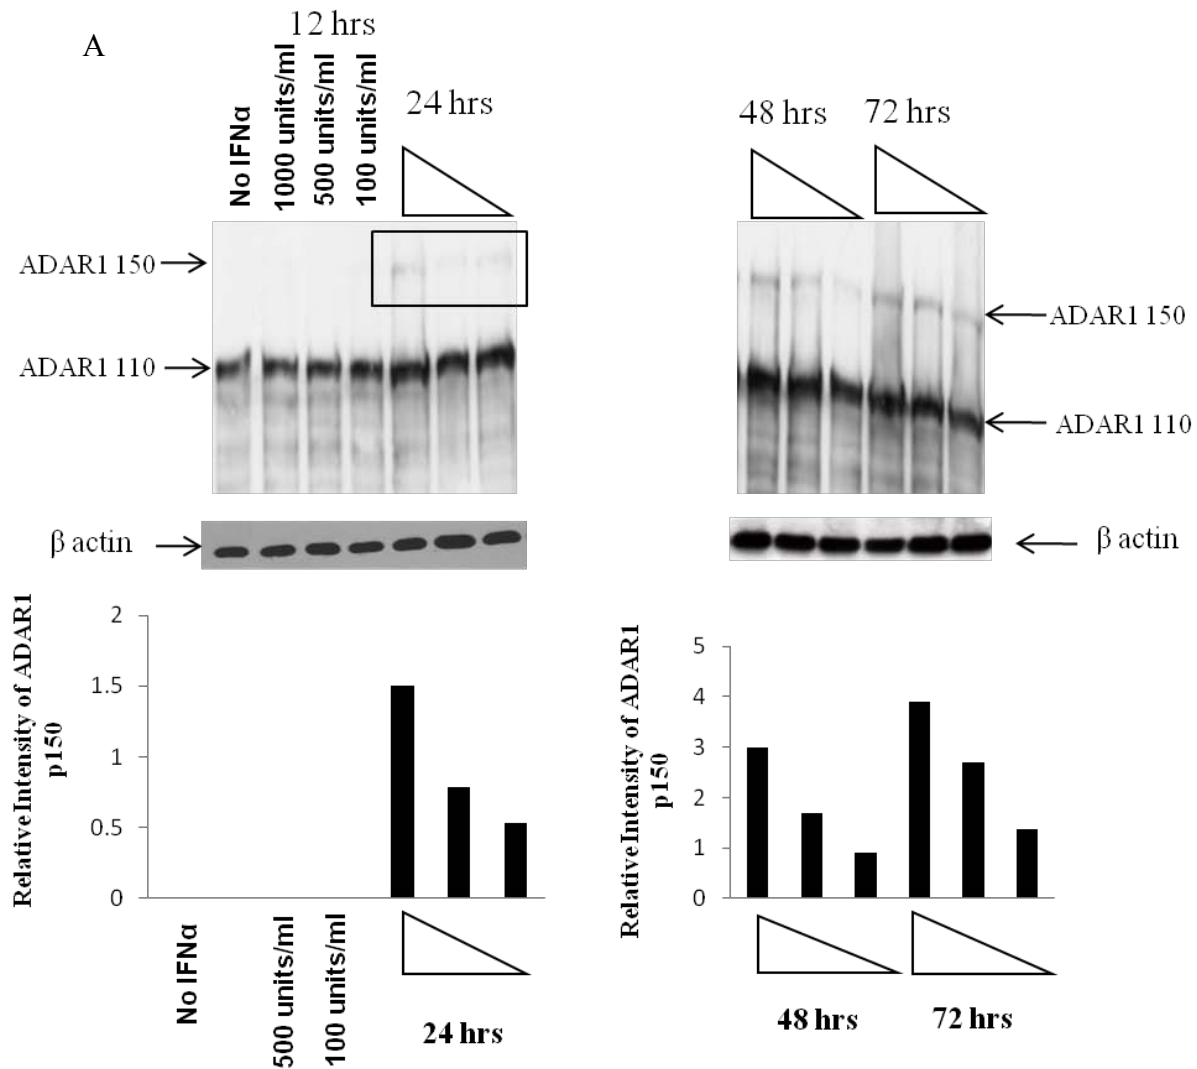 A
12 hrs
No IFNα
1000 units/ml
500 units/ml
100 units/ml
24 hrs
48 hrs
72 hrs
ADAR1 150
ADAR1 110
ADAR1 150
ADAR1 110
β actin
β actin
Relative Intensity of ADAR1
p150
2
1.5
1
0.5
0
No IFNα
500 units/ml
100 units/ml
24 hrs
Relative Intensity of ADAR1
p150
5
4
3
2
1
0
48 hrs
72 hrs